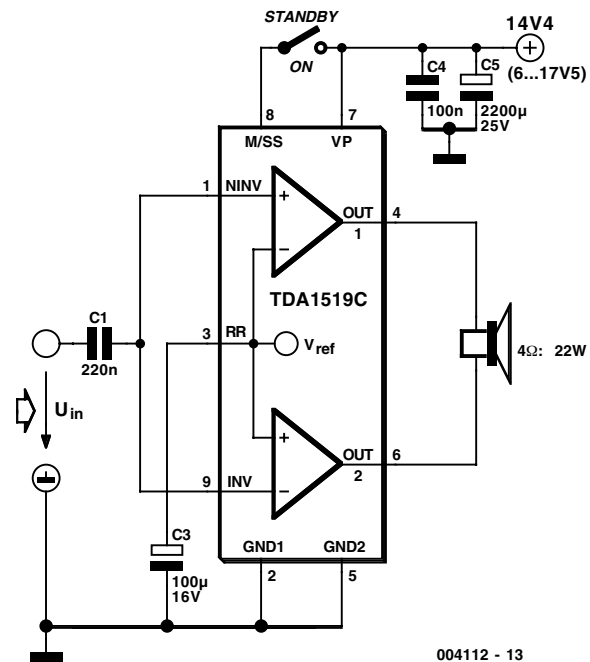 STANDBY
ON
14V4
+
(6...17V5)
C4
100n
C5
2200µ
25V
8
7
M/SS
VP
1
NINV
+
OUT
4
1
−
TDA1519C
C1
220n
3
RR
Vref
4Ω: 22W
Uin
+
OUT
6
2
9
INV
−
C3
100µ
16V
GND1
GND2
2
5
004112 - 13